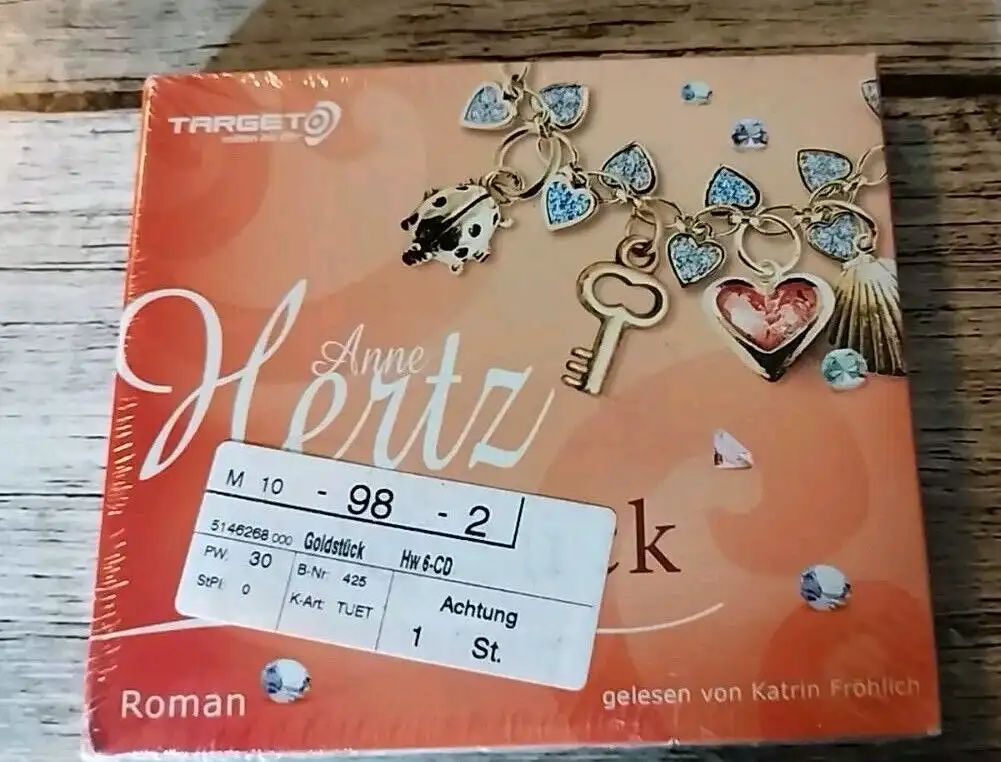 TARGET
Anne
Hertz
ck
M 10 - 98 - 2
5146268 000 Goldstück Hw 6-CD
PW: 30 B-Nr 425 Achtung
StPl: 0 K-Art: TUET 1 St.
Roman
gelesen von Katrin Fröhlich